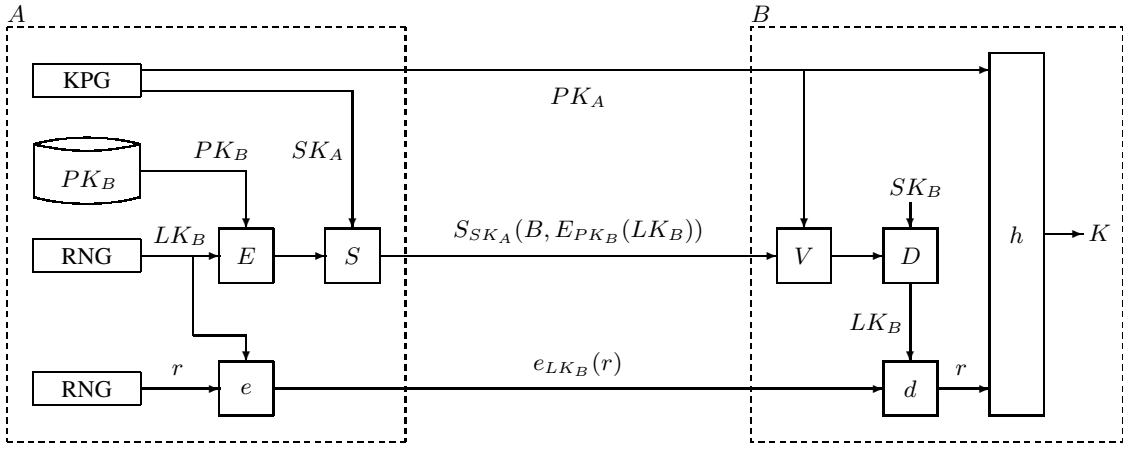 A
B
KPG
PK_A
PK_B
SK_A
PK_B
SK_B
LK_B
S_{SK_A}(B, E_{PK_B}(LK_B))
RNG
E
S
V
D
h
K
LK_B
RNG
r
e
e_{LK_B}(r)
d
r